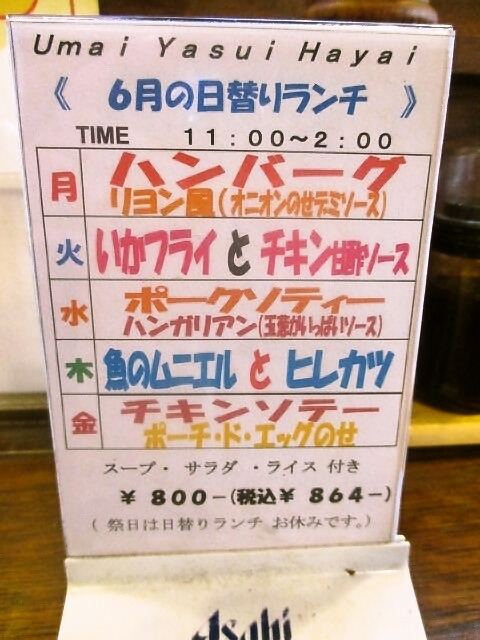 Umai Yasui Hayai
《 6月の日替りランチ 》
TIME 11:00〜2:00
月 ハンバーグ
リヨン風(オニオンのせデミソース)
火 いかフライとチキン甘酢ソース
水 ポークソティー
ハンガリアン(玉葱がいっぱいソース)
木 魚のムニエルとヒレカツ
金 チキンソテー
ポーチ・ド・エッグのせ
スープ・サラダ・ライス 付き
¥ 800-(税込¥ 864-)
(祭日は日替りランチ お休みです。)
Asahi